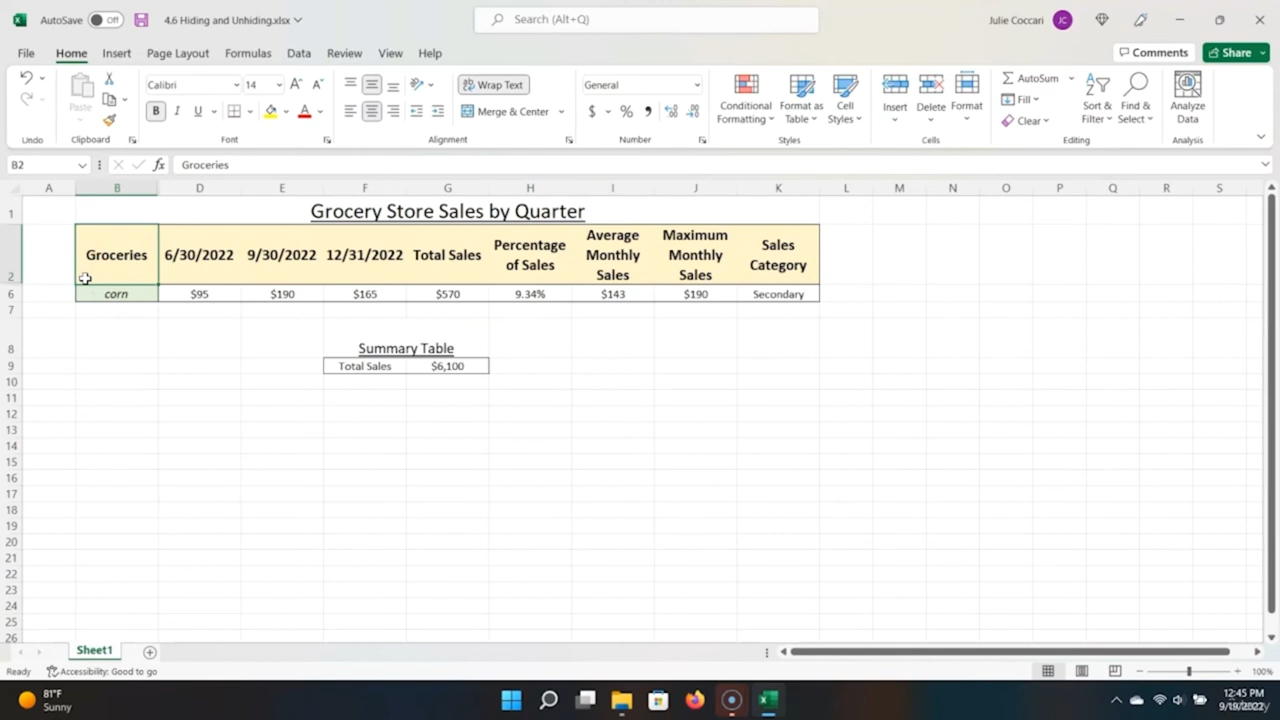 AutoSave Off 4.6 Hiding and Unhiding.xlsx Search (Alt+Q) Julie Coccari JC
File Home Insert Page Layout Formulas Data Review View Help Comments Share
Paste Calibri 14 Wrap Text General Conditional Formatting Format as Table Cell Styles Insert Delete Format AutoSum Sort & Filter Find & Select Analyze Data
B I U A Merge & Center $ % Fill
Clear
Undo Clipboard Font Alignment Number Styles Cells Editing Analysis
B2 fx Groceries
A B D E F G H I J K L M N O P Q R S
1 Grocery Store Sales by Quarter
2 Groceries 6/30/2022 9/30/2022 12/31/2022 Total Sales Percentage of Sales Average Monthly Sales Maximum Monthly Sales Sales Category
6 corn $95 $190 $165 $570 9.34% $143 $190 Secondary
7
8 Summary Table
9 Total Sales $6,100
10
11
12
13
14
15
16
17
18
19
20
21
22
23
24
25
26
Sheet1
Ready Accessibility: Good to go 100%
81°F 12:45 PM
Sunny 9/19/2022